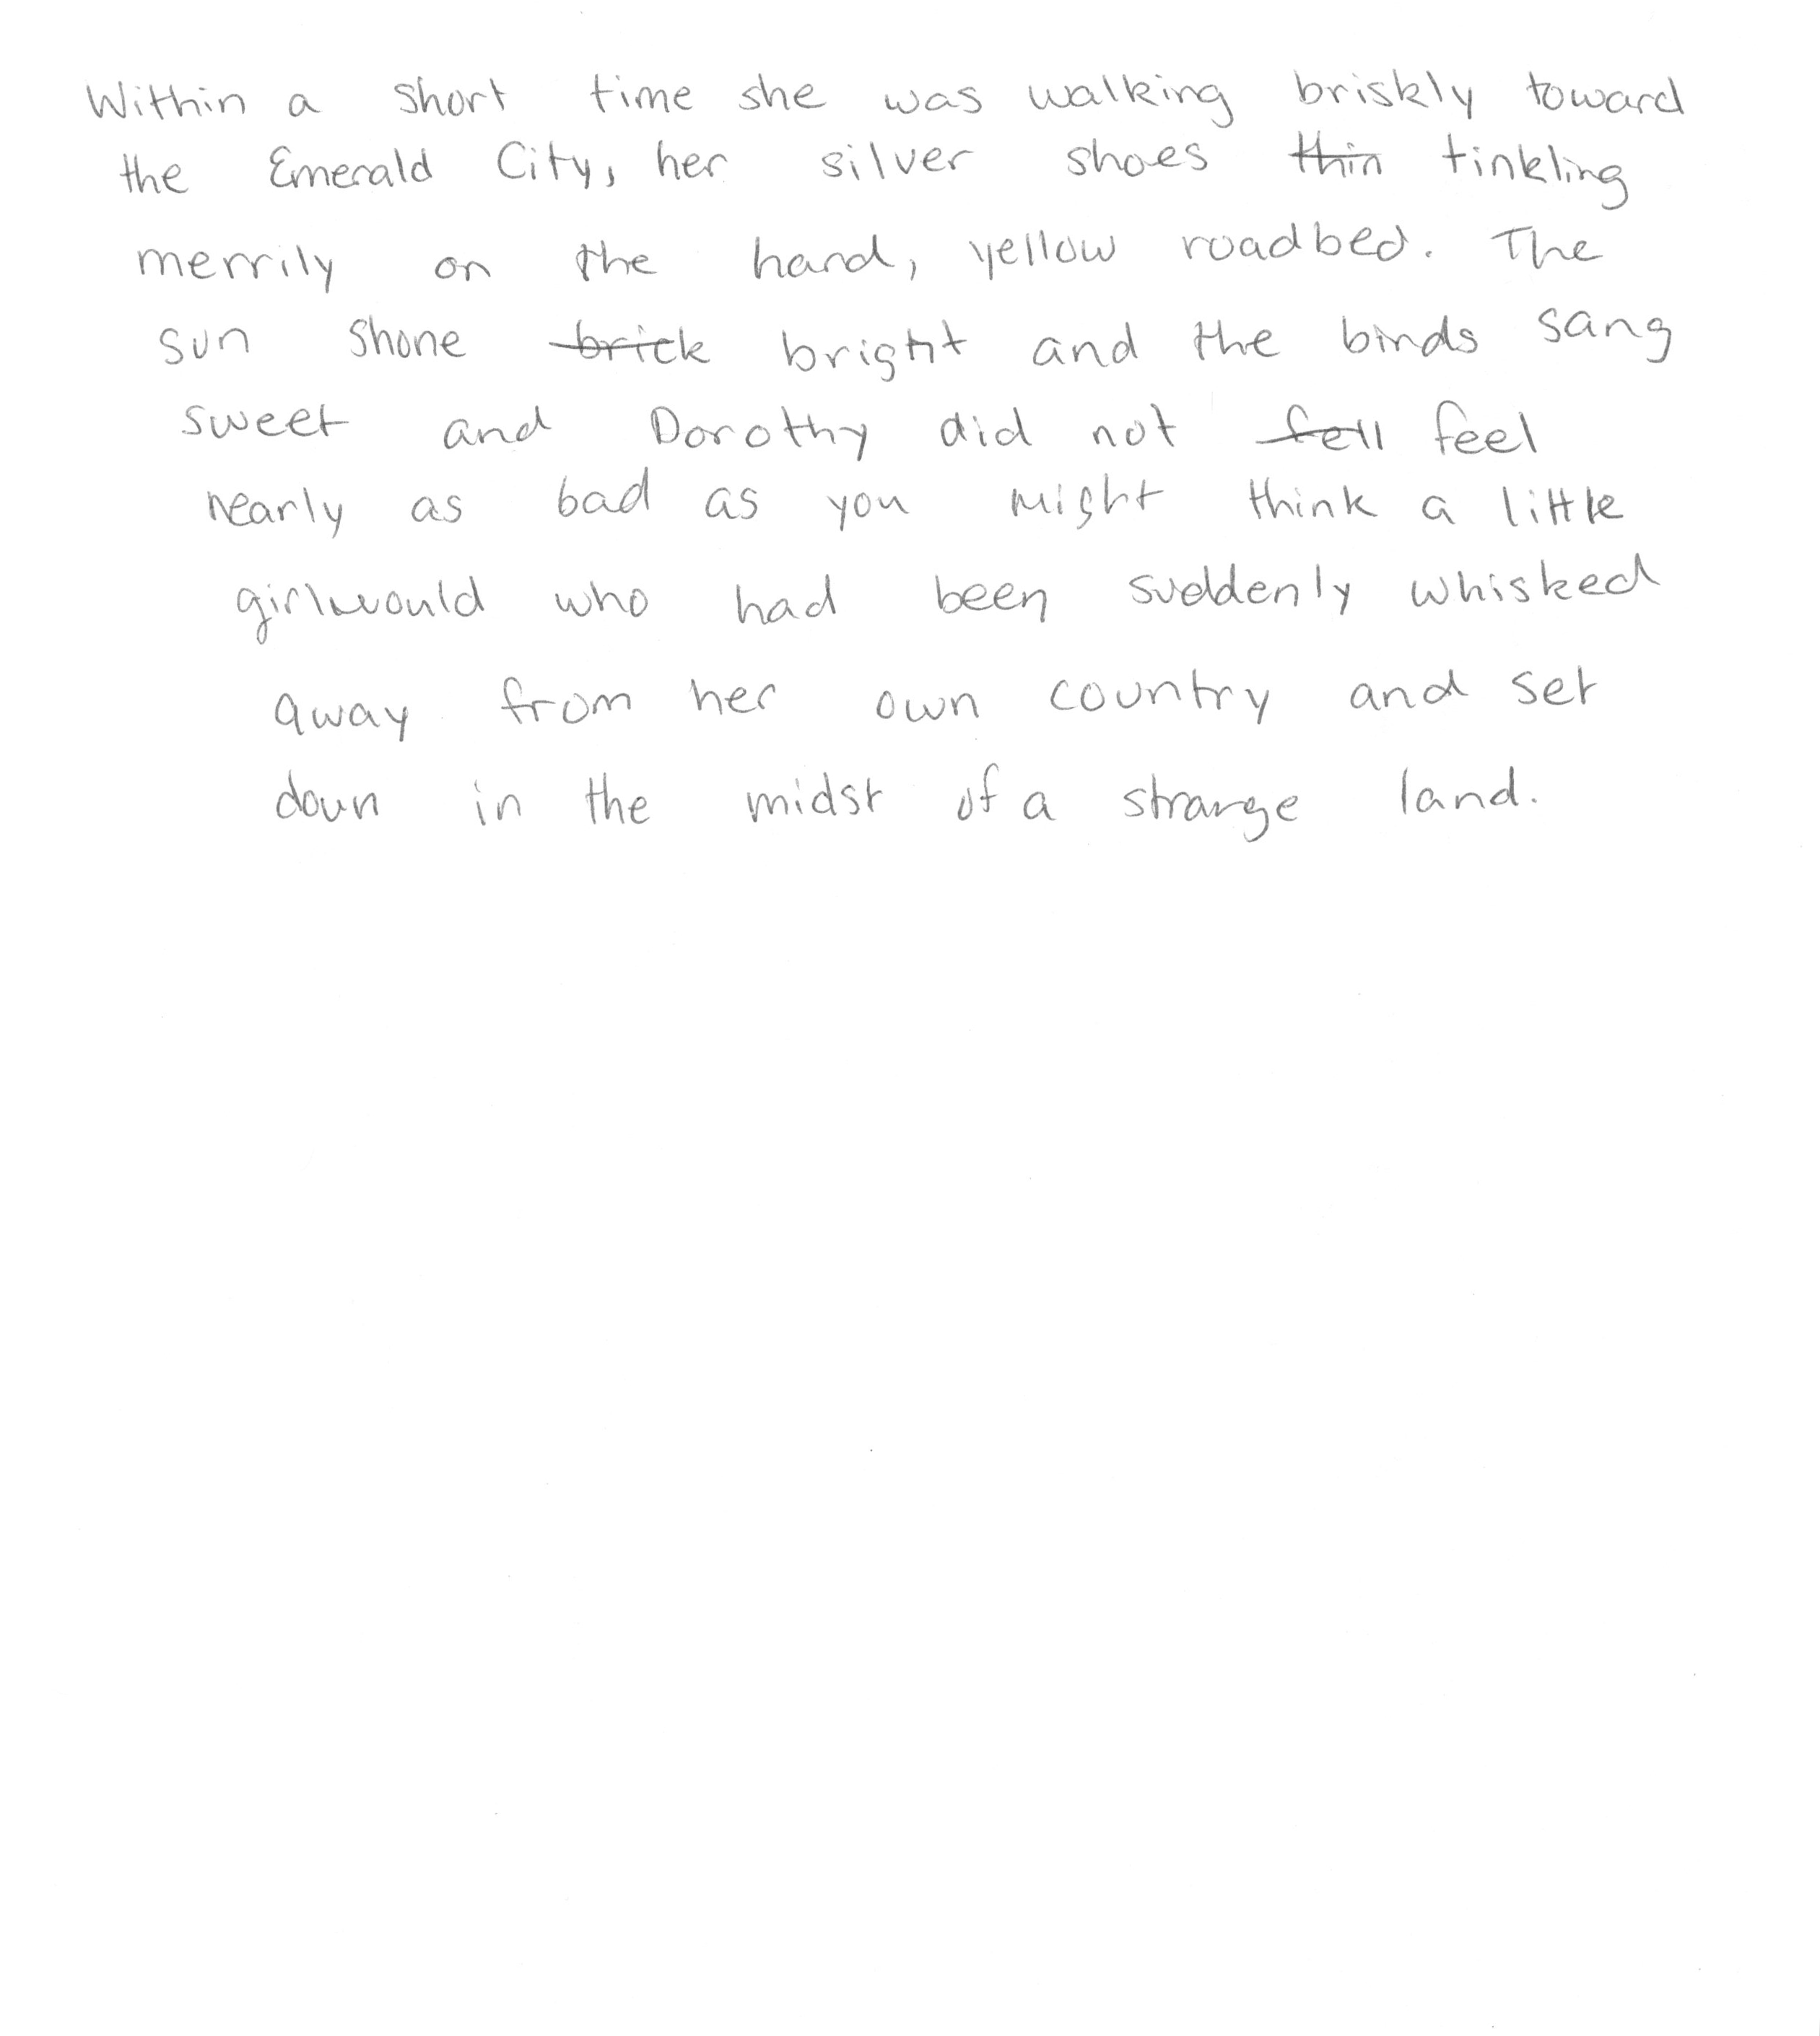 Within a short time she was walking briskly toward
the Emerald City, her silver shoes thin tinkling
merrily on the hard, yellow roadbed. The
sun shone brick bright and the birds sang
sweet and Dorothy did not fell feel
nearly as bad as you might think a little
girl would who had been suddenly whisked
away from her own country and set
down in the midst of a strange land.